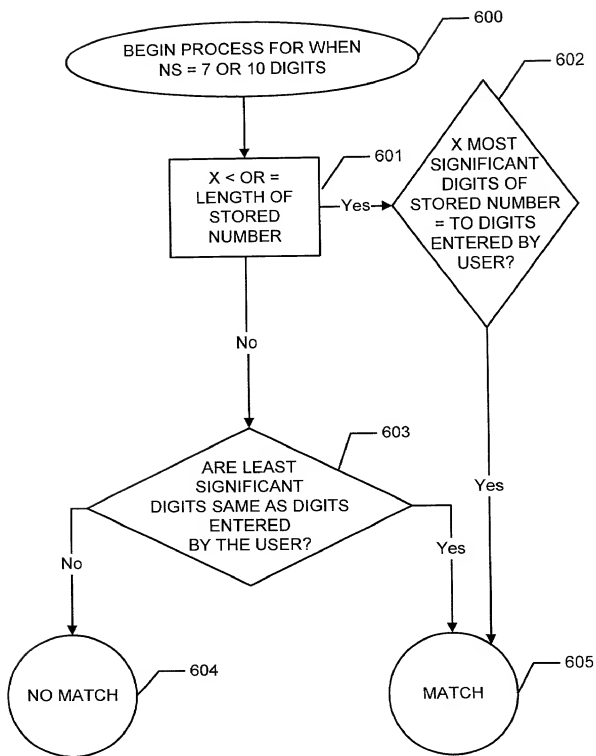 600
BEGIN PROCESS FOR WHEN
NS = 7 OR 10 DIGITS
602
601
X < OR =
LENGTH OF
STORED
NUMBER
Yes
X MOST
SIGNIFICANT
DIGITS OF
STORED NUMBER
= TO DIGITS
ENTERED BY
USER?
No
603
ARE LEAST
SIGNIFICANT
DIGITS SAME AS DIGITS
ENTERED
BY THE USER?
Yes
No
Yes
604
NO MATCH
605
MATCH